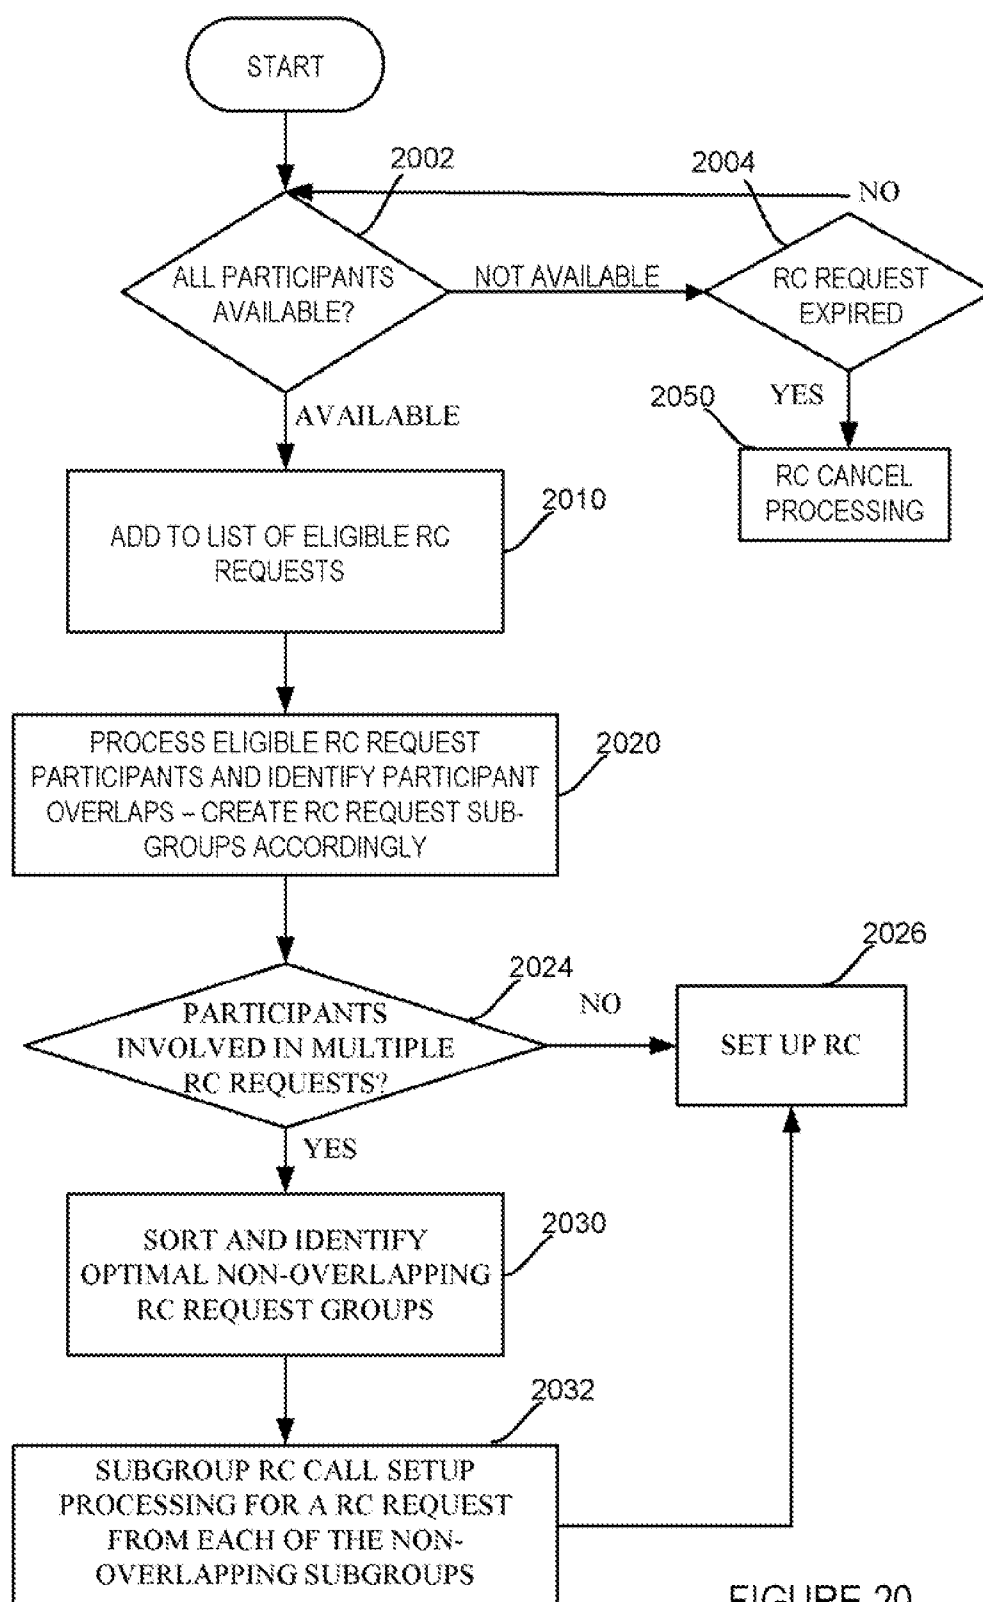 START
2002
2004
NO
ALL PARTICIPANTS
AVAILABLE?
NOT AVAILABLE
RC REQUEST
EXPIRED
AVAILABLE
YES
2050
RC CANCEL
PROCESSING
2010
ADD TO LIST OF ELIGIBLE RC
REQUESTS
2020
PROCESS ELIGIBLE RC REQUEST
PARTICIPANTS AND IDENTIFY PARTICIPANT
OVERLAPS – CREATE RC REQUEST SUB-
GROUPS ACCORDINGLY
2024
2026
PARTICIPANTS
INVOLVED IN MULTIPLE
RC REQUESTS?
NO
SET UP RC
YES
2030
SORT AND IDENTIFY
OPTIMAL NON-OVERLAPPING
RC REQUEST GROUPS
2032
SUBGROUP RC CALL SETUP
PROCESSING FOR A RC REQUEST
FROM EACH OF THE NON-
OVERLAPPING SUBGROUPS
FIGURE 20